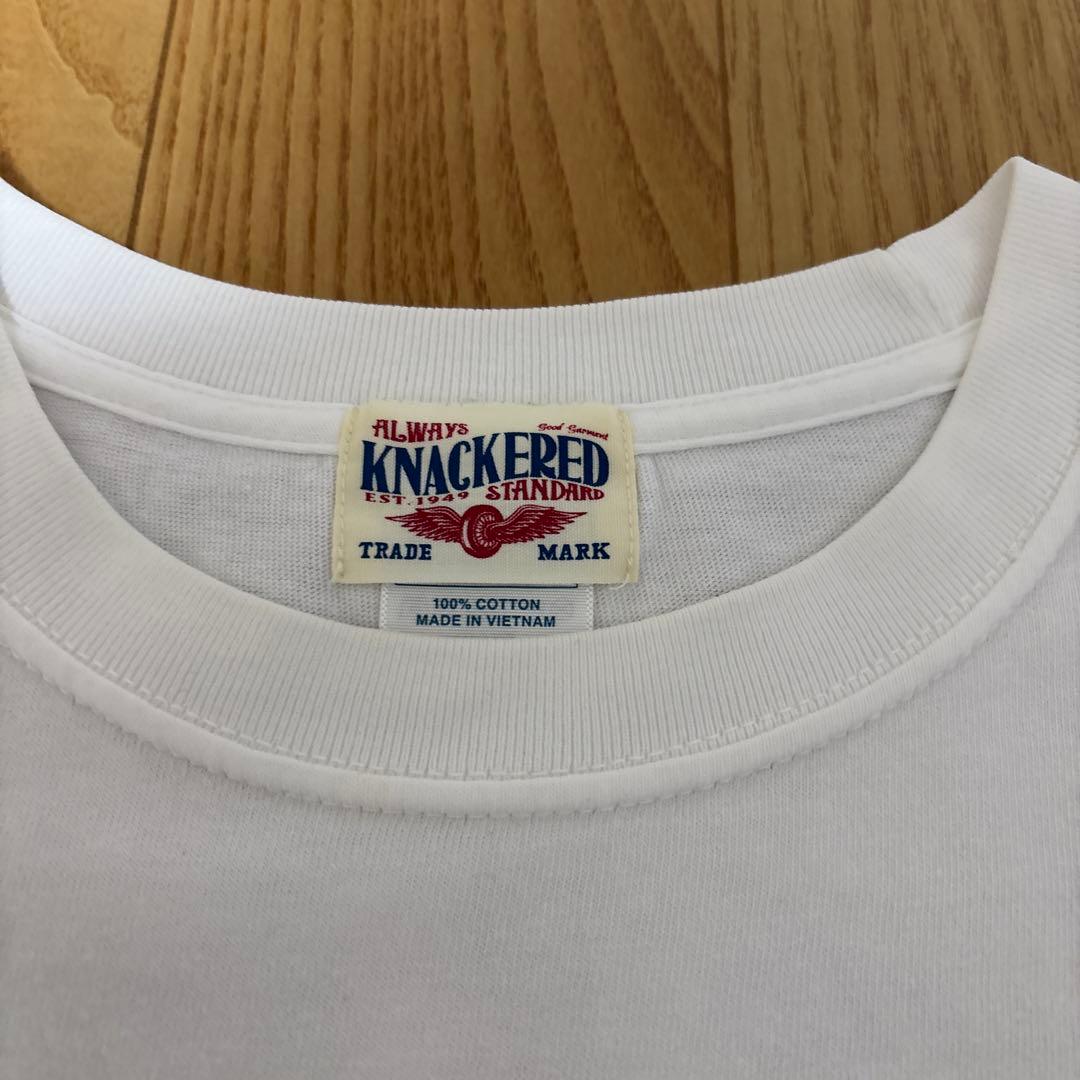 ALWAYS Good Garment
KNACKERED
EST. 1949 STANDARD
TRADE MARK
100% COTTON
MADE IN VIETNAM